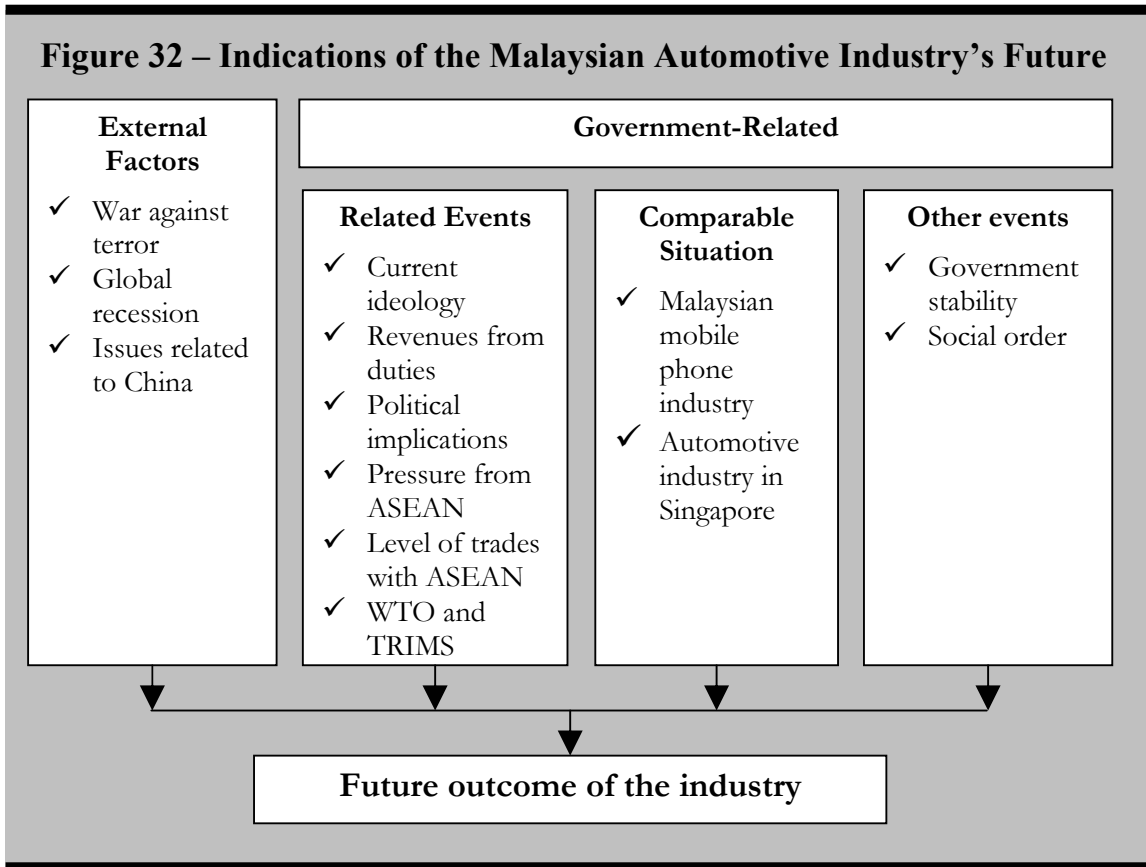 Figure 32 – Indications of the Malaysian Automotive Industry's Future
External
Factors
✓ War against
terror
✓ Global
recession
✓ Issues related
to China
Government-Related
Related Events
✓ Current
ideology
✓ Revenues from
duties
✓ Political
implications
✓ Pressure from
ASEAN
✓ Level of trades
with ASEAN
✓ WTO and
TRIMS
Comparable
Situation
✓ Malaysian
mobile
phone
industry
✓ Automotive
industry in
Singapore
Other events
✓ Government
stability
✓ Social order
Future outcome of the industry